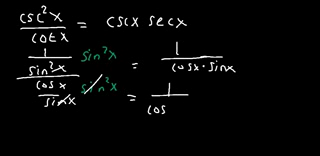 csc²x / cotx = cscx secx
1/sin²x / cosx/sinx · sin²x / sin²x = 1 / cosx · sinx
= 1 / cos